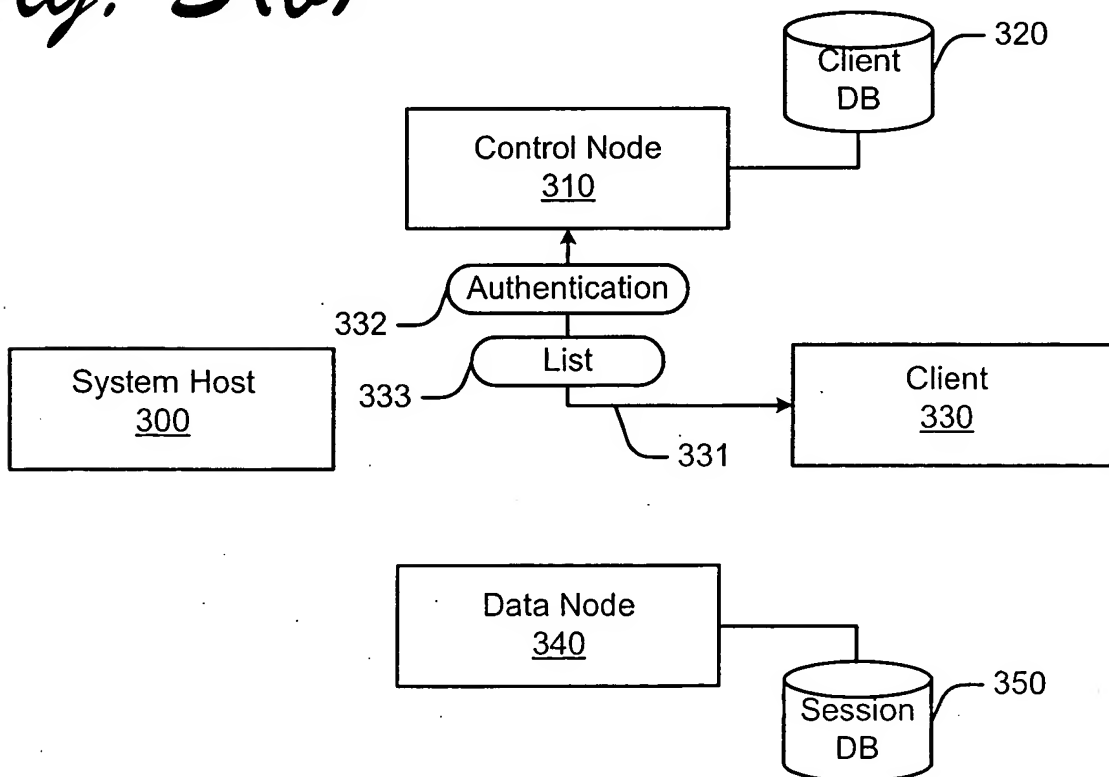 320
Client
DB
Control Node
310
Authentication
332
List
333
System Host
300
Client
330
331
Data Node
340
350
Session
DB